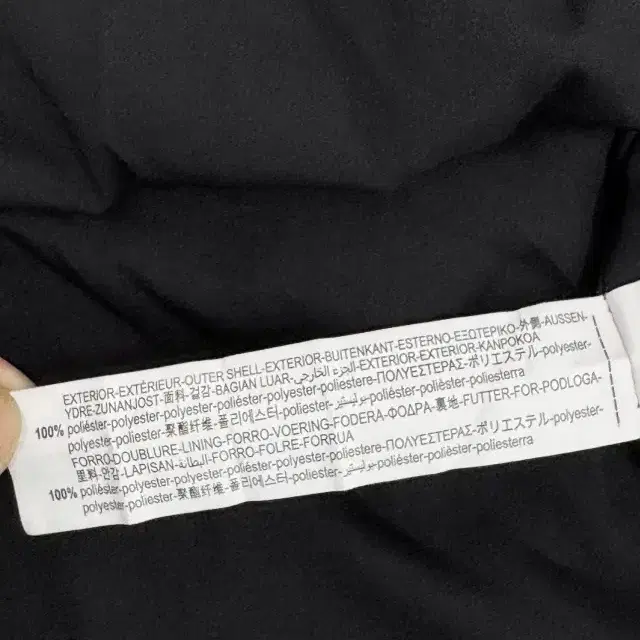 EXTERIOR-EXTÉRIEUR-OUTER SHELL-EXTERIOR-BUITENKANT-ESTERNO-ΕΞΩΤΕΡΙΚΟ-外側-AUSSEN-
YDRE-ZUNANJOST-面料-겉감-BAGIAN LUAR-الجزء الخارجي-EXTERIOR-EXTERIOR-KANPOKOA
100% poliéster-polyester-polyester-polyester-polyester-poliestere-ΠΟΛΥΕΣΤΕΡΑΣ-ポリエステル-polyester-
polyester-poliester-聚酯纤维-폴리에스터-poliester-بوليستر-poliéster-poliéster-poliesterra
FORRO-DOUBLURE-LINING-FORRO-VOERING-FODERA-ΦΟΔΡΑ-裏地-FUTTER-FOR-PODLOGA-
里料-안감-LAPISAN-البطانة-FORRO-FOLRE-FORRUA
100% poliéster-polyester-polyester-poliéster-polyester-poliestere-ΠΟΛΥΕΣΤΕΡΑΣ-ポリエステル-polyester-
polyester-poliester-聚酯纤维-폴리에스터-poliester-بوليستر-poliéster-poliéster-poliesterra